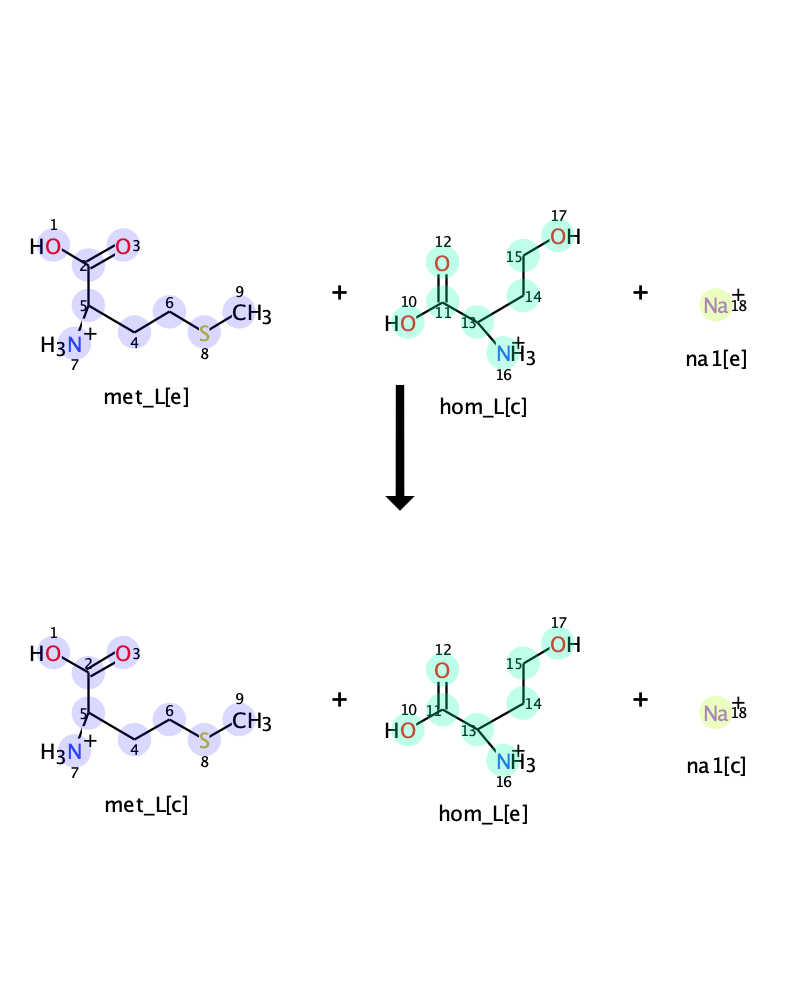 1 HO 2 O 3 5 H3N + 7 4 6 S 8 9 CH3
+
12 O 10 HO 11 13 NH3 + 16 14 15 17 OH
+
Na + 18
met_L[e] hom_L[c] na1[e]
1 HO 2 O 3 5 H3N + 7 4 6 S 8 9 CH3
+
12 O 10 HO 11 13 NH3 + 16 14 15 17 OH
+
Na + 18
met_L[c] hom_L[e] na1[c]